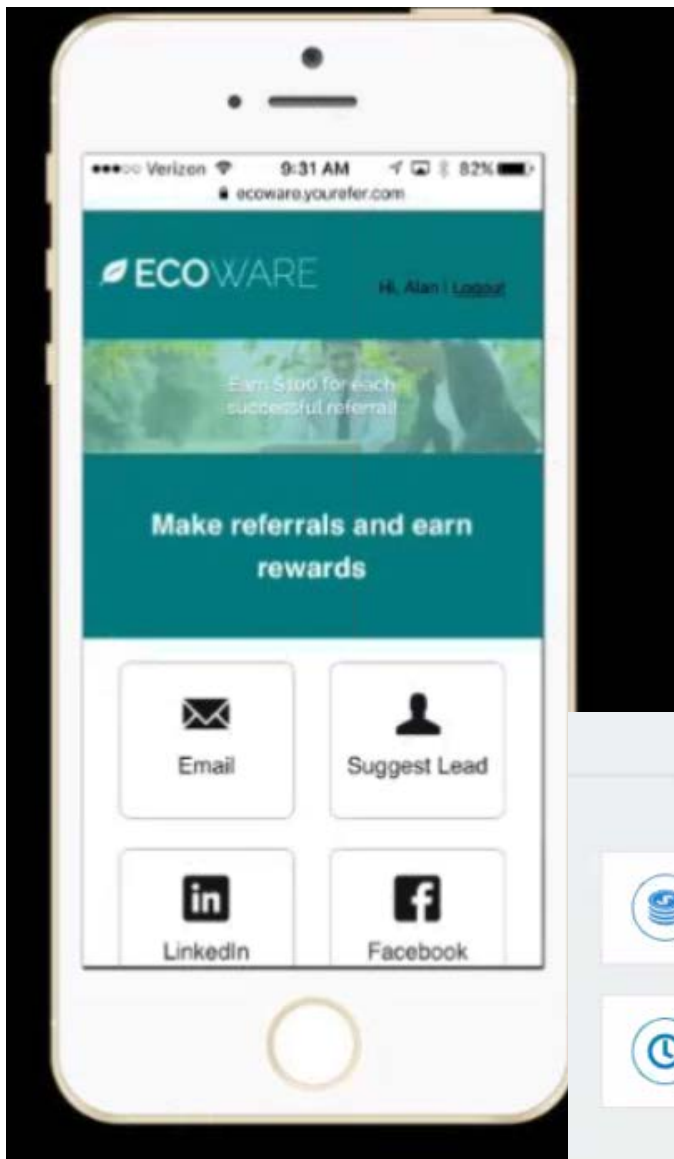 Verizon 9:31 AM 82%
ecoware.yourefer.com
ECOWARE
Hi, Alan | Logout
Earn $100 for each
successful referral!
Make referrals and earn
rewards
Email
Suggest Lead
LinkedIn
Facebook